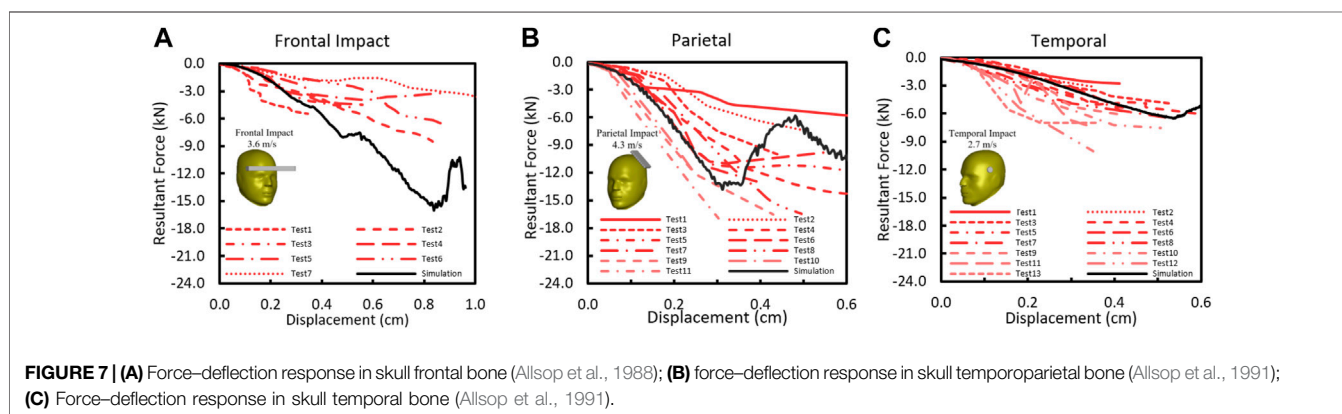 A
Frontal Impact
0.0
-3.0
-6.0
-9.0
-12.0
-15.0
-18.0
-21.0
-24.0
Resultant Force (kN)
Frontal Impact
3.6 m/s
Test1
Test2
Test3
Test4
Test5
Test6
Test7
Simulation
0.0 0.2 0.4 0.6 0.8 1.0
Displacement (cm)
B
Parietal
0.0
-3.0
-6.0
-9.0
-12.0
-15.0
-18.0
-21.0
-24.0
Resultant Force (kN)
Parietal Impact
4.3 m/s
Test1
Test2
Test3
Test4
Test5
Test6
Test7
Test8
Test9
Test10
Test11
Simulation
0.0 0.2 0.4 0.6
Displacement (cm)
C
Temporal
0.0
-3.0
-6.0
-9.0
-12.0
-15.0
-18.0
-21.0
-24.0
Resultant Force (kN)
Temporal Impact
2.7 m/s
Test1
Test2
Test3
Test4
Test5
Test6
Test7
Test8
Test9
Test10
Test11
Test12
Test13
Simulation
0.0 0.2 0.4 0.6
Displacement (cm)
FIGURE 7 | (A) Force–deflection response in skull frontal bone (Allsop et al., 1988); (B) force–deflection response in skull temporoparietal bone (Allsop et al., 1991);
(C) Force–deflection response in skull temporal bone (Allsop et al., 1991).